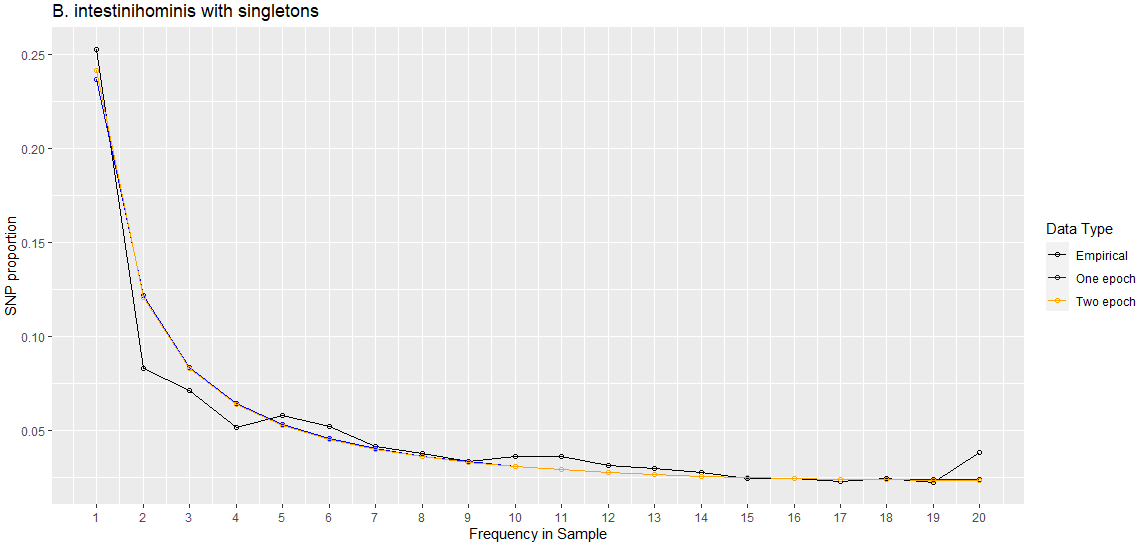 B. intestinihominis with singletons
0.25
0.20
0.15
0.10
0.05
SNP proportion
1 2 3 4 5 6 7 8 9 10 11 12 13 14 15 16 17 18 19 20
Frequency in Sample
Data Type
Empirical
One epoch
Two epoch